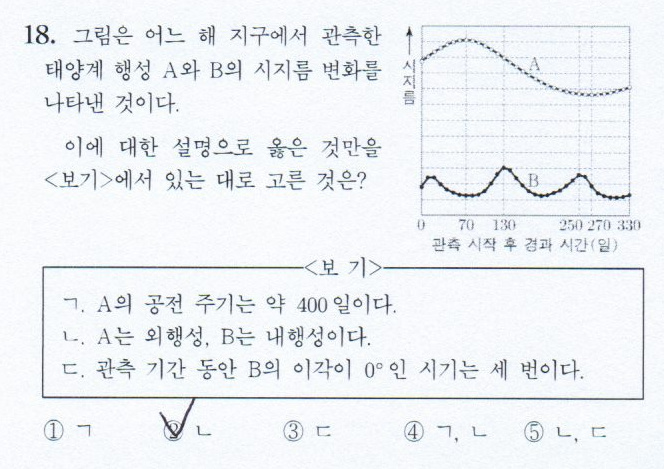 18. 그림은 어느 해 지구에서 관측한
태양계 행성 A와 B의 시지름 변화를
나타낸 것이다.
이에 대한 설명으로 옳은 것만을
<보기>에서 있는 대로 고른 것은?
시지름
A
B
0 70 130 250 270 330
관측 시작 후 경과 시간(일)
<보 기>
ㄱ. A의 공전 주기는 약 400일이다.
ㄴ. A는 외행성, B는 내행성이다.
ㄷ. 관측 기간 동안 B의 이각이 0°인 시기는 세 번이다.
① ㄱ ② ㄴ ③ ㄷ ④ ㄱ, ㄴ ⑤ ㄴ, ㄷ